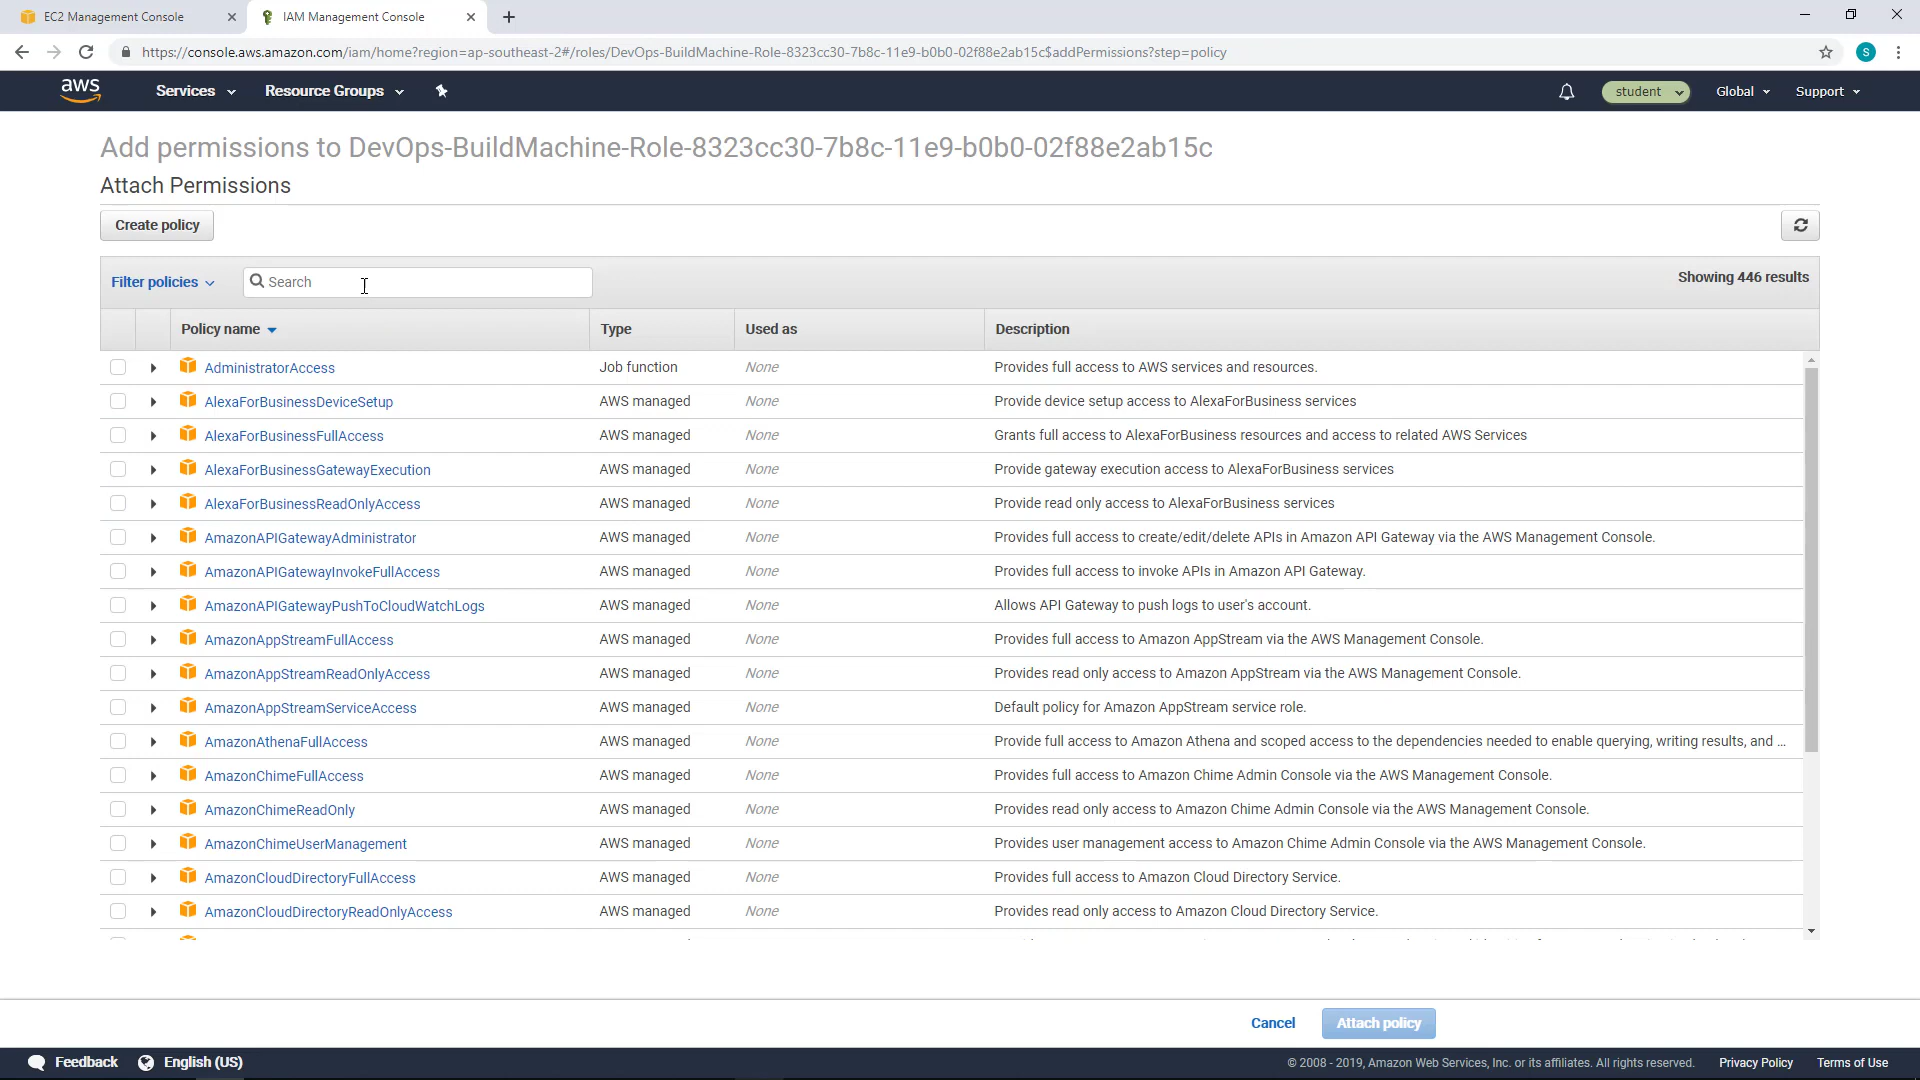 EC2 Management Console
IAM Management Console
https://console.aws.amazon.com/iam/home?region=ap-southeast-2#/roles/DevOps-BuildMachine-Role-8323cc30-7b8c-11e9-b0b0-02f88e2ab15c$addPermissions?step=policy
S
aws
Services
Resource Groups
student
Global
Support
Add permissions to DevOps-BuildMachine-Role-8323cc30-7b8c-11e9-b0b0-02f88e2ab15c
Attach Permissions
Create policy
Filter policies
Search
Showing 446 results
Policy name Type Used as Description
AdministratorAccess Job function None Provides full access to AWS services and resources.
AlexaForBusinessDeviceSetup AWS managed None Provide device setup access to AlexaForBusiness services
AlexaForBusinessFullAccess AWS managed None Grants full access to AlexaForBusiness resources and access to related AWS Services
AlexaForBusinessGatewayExecution AWS managed None Provide gateway execution access to AlexaForBusiness services
AlexaForBusinessReadOnlyAccess AWS managed None Provide read only access to AlexaForBusiness services
AmazonAPIGatewayAdministrator AWS managed None Provides full access to create/edit/delete APIs in Amazon API Gateway via the AWS Management Console.
AmazonAPIGatewayInvokeFullAccess AWS managed None Provides full access to invoke APIs in Amazon API Gateway.
AmazonAPIGatewayPushToCloudWatchLogs AWS managed None Allows API Gateway to push logs to user's account.
AmazonAppStreamFullAccess AWS managed None Provides full access to Amazon AppStream via the AWS Management Console.
AmazonAppStreamReadOnlyAccess AWS managed None Provides read only access to Amazon AppStream via the AWS Management Console.
AmazonAppStreamServiceAccess AWS managed None Default policy for Amazon AppStream service role.
AmazonAthenaFullAccess AWS managed None Provide full access to Amazon Athena and scoped access to the dependencies needed to enable querying, writing results, and ...
AmazonChimeFullAccess AWS managed None Provides full access to Amazon Chime Admin Console via the AWS Management Console.
AmazonChimeReadOnly AWS managed None Provides read only access to Amazon Chime Admin Console via the AWS Management Console.
AmazonChimeUserManagement AWS managed None Provides user management access to Amazon Chime Admin Console via the AWS Management Console.
AmazonCloudDirectoryFullAccess AWS managed None Provides full access to Amazon Cloud Directory Service.
AmazonCloudDirectoryReadOnlyAccess AWS managed None Provides read only access to Amazon Cloud Directory Service.
Cancel
Attach policy
Feedback
English (US)
© 2008 - 2019, Amazon Web Services, Inc. or its affiliates. All rights reserved.
Privacy Policy
Terms of Use